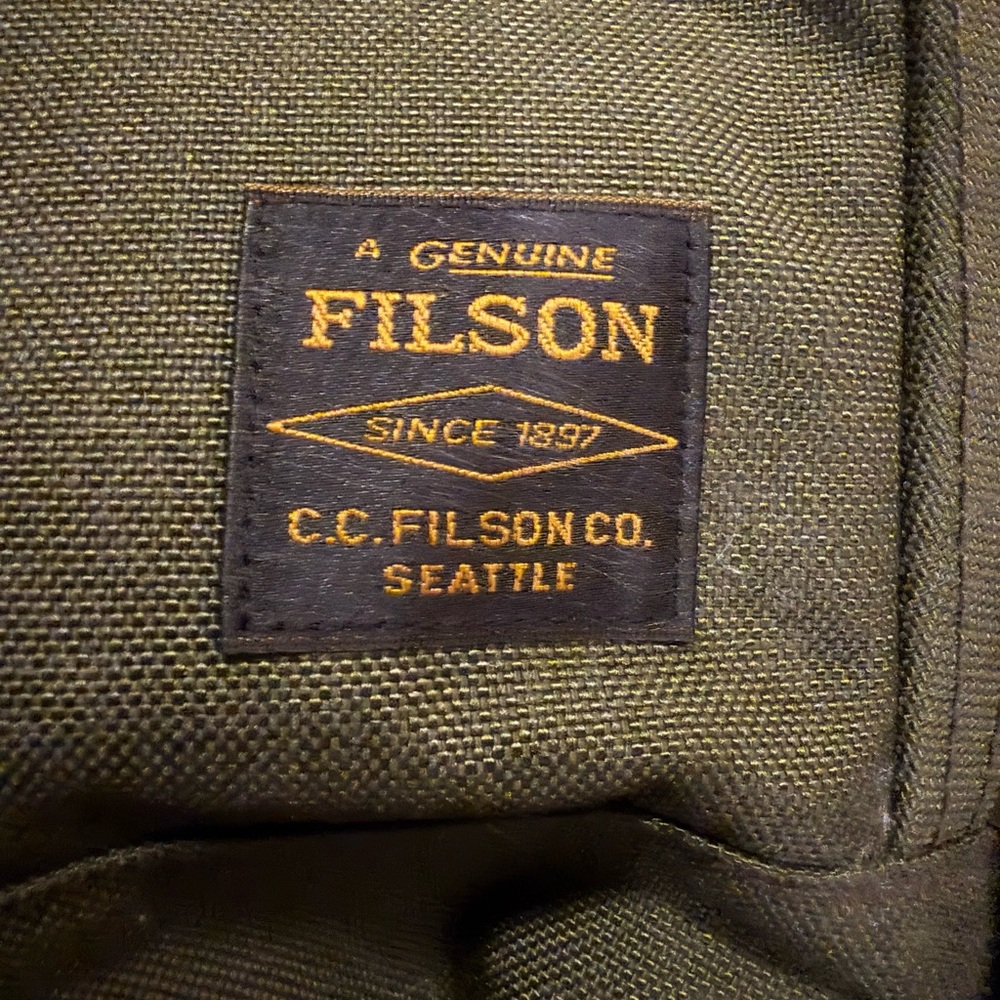 A GENUINE
FILSON
SINCE 1897
C.C. FILSON CO.
SEATTLE